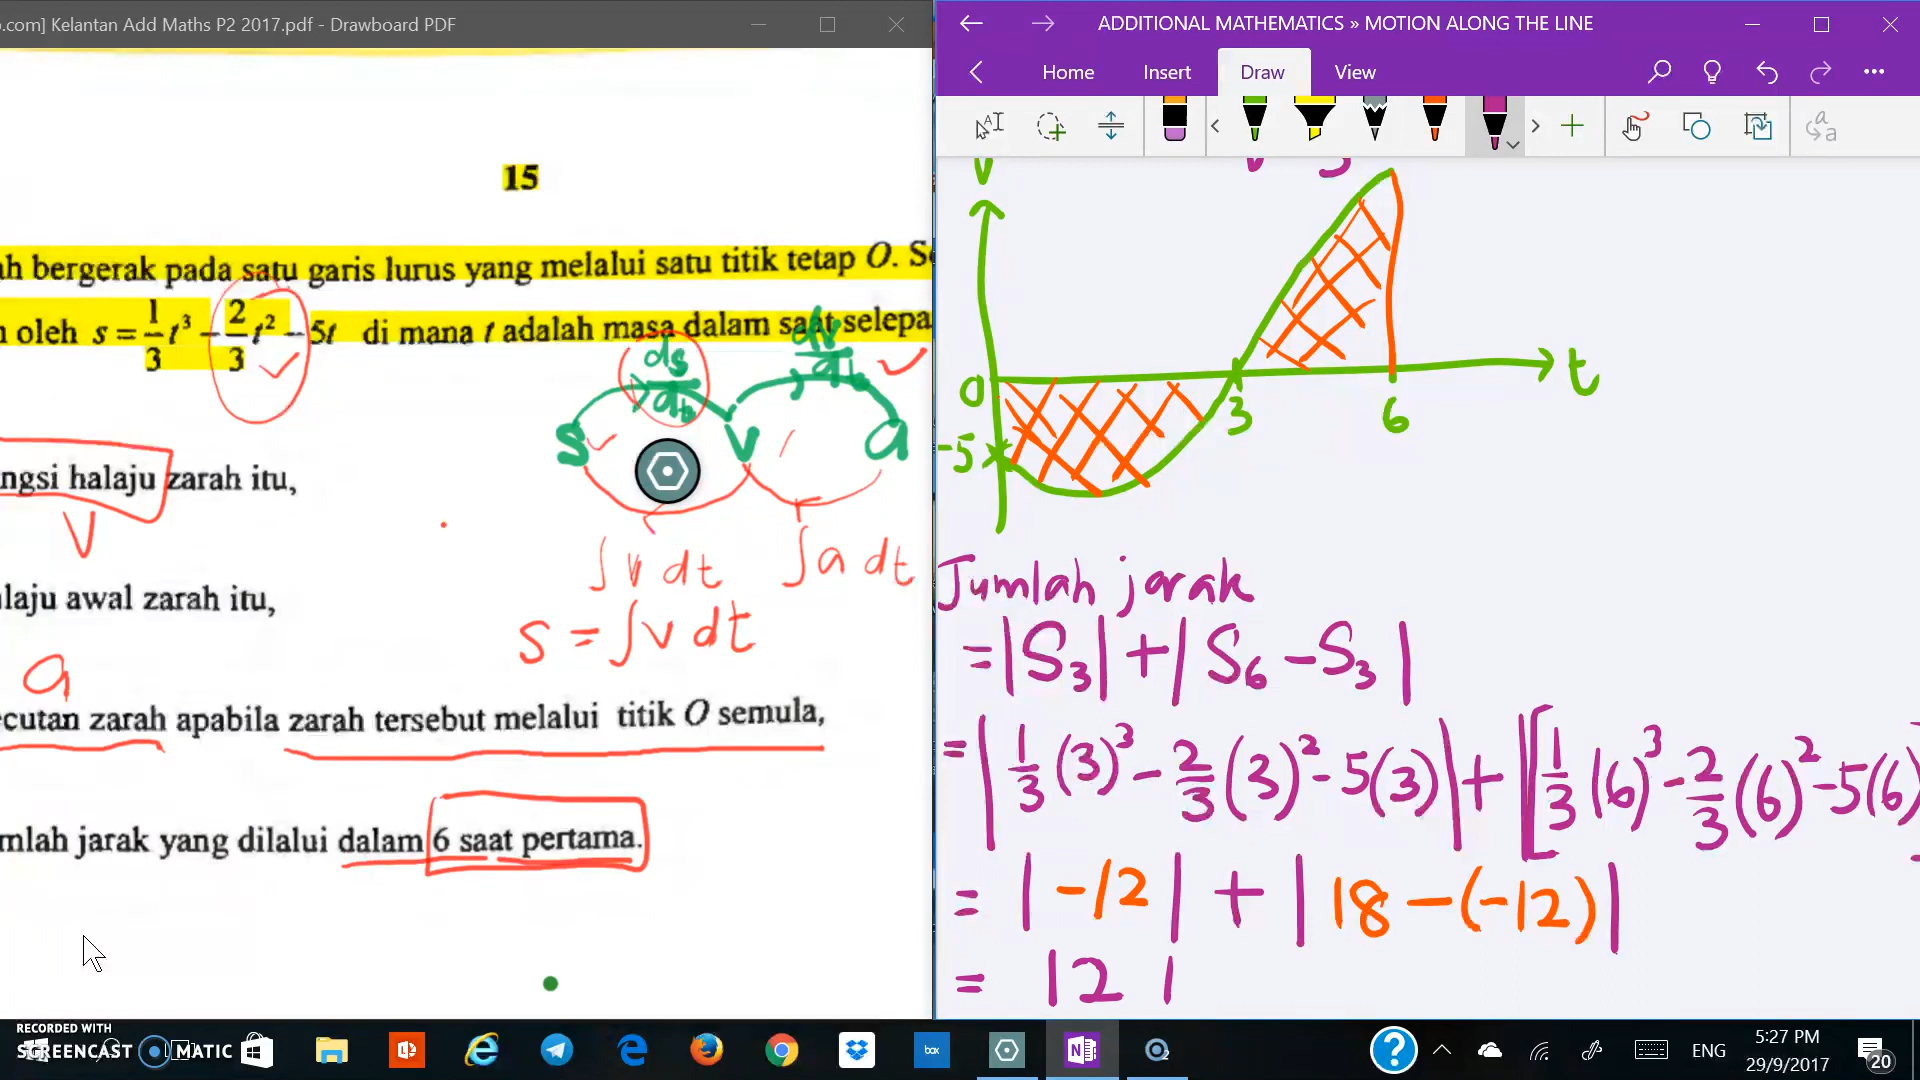 o.com] Kelantan Add Maths P2 2017.pdf - Drawboard PDF
15
ah bergerak pada satu garis lurus yang melalui satu titik tetap O. S
n oleh s = 1/3 t³ - 2/3 t² - 5t di mana t adalah masa dalam saat selepa
ds/dt dv/dt
s v a
ngsi halaju zarah itu,
V
∫ v dt ∫ a dt
laju awal zarah itu,
s = ∫ v dt
a
cutan zarah apabila zarah tersebut melalui titik O semula,
mlah jarak yang dilalui dalam 6 saat pertama.
ADDITIONAL MATHEMATICS » MOTION ALONG THE LINE
Home Insert Draw View
V
0 3 6 t
-5
Jumlah jarak
= |S₃| + |S₆ - S₃|
= |1/3 (3)³ - 2/3 (3)² - 5(3)| + |[1/3 (6)³ - 2/3 (6)² - 5(6)
= |-12| + |18 - (-12)|
= 12
RECORDED WITH
SCREENCAST MATIC
box
ENG
5:27 PM
29/9/2017
20